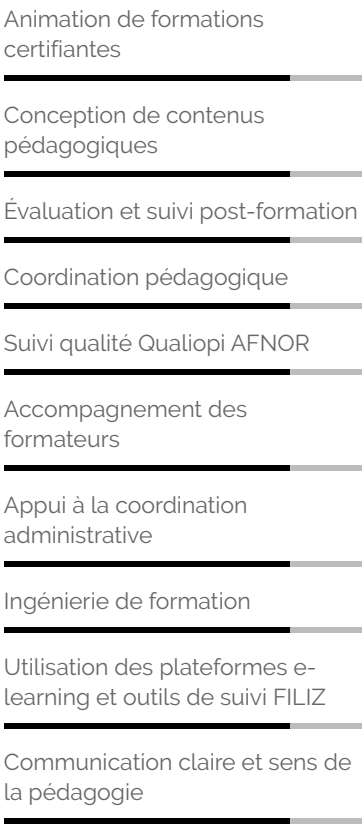 Animation de formations
certifiantes
Conception de contenus
pédagogiques
Évaluation et suivi post-formation
Coordination pédagogique
Suivi qualité Qualiopi AFNOR
Accompagnement des
formateurs
Appui à la coordination
administrative
Ingénierie de formation
Utilisation des plateformes e-
learning et outils de suivi FILIZ
Communication claire et sens de
la pédagogie